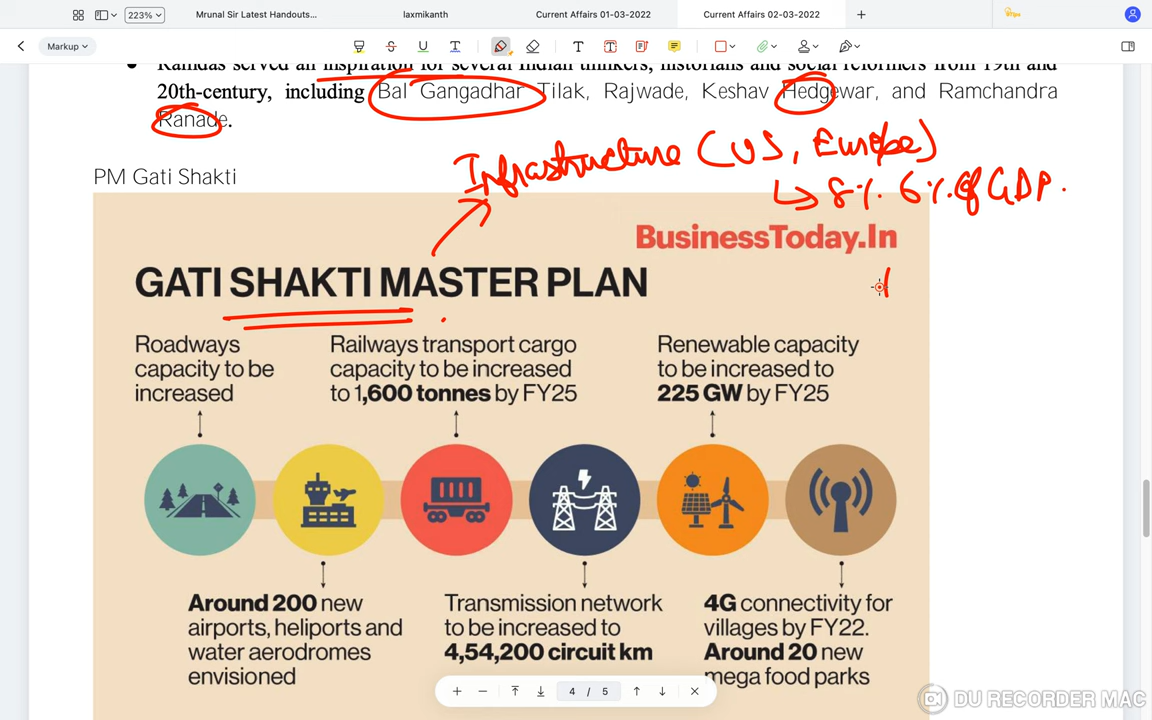 223%
Mrunal Sir Latest Handouts...
laxmikanth
Current Affairs 01-03-2022
Current Affairs 02-03-2022
Markup
Ramdas served an inspiration for several Indian thinkers, historians and social reformers from 19th and
20th-century, including Bal Gangadhar Tilak, Rajwade, Keshav Hedgewar, and Ramchandra
Ranade.
Infrastructure (US, Europe)
8%. 6%. of GDP.
PM Gati Shakti
BusinessToday.In
GATI SHAKTI MASTER PLAN
Roadways
capacity to be
increased
Railways transport cargo
capacity to be increased
to 1,600 tonnes by FY25
Renewable capacity
to be increased to
225 GW by FY25
Around 200 new
airports, heliports and
water aerodromes
envisioned
Transmission network
to be increased to
4,54,200 circuit km
4G connectivity for
villages by FY22.
Around 20 new
mega food parks
4 / 5
DU RECORDER MAC